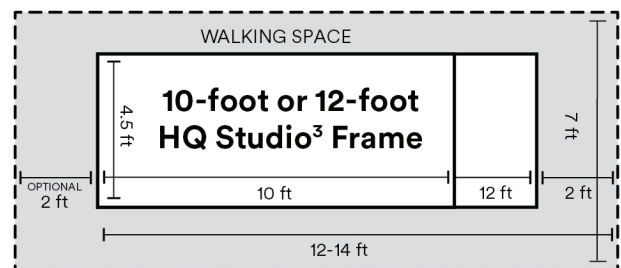 WALKING SPACE
10-foot or 12-foot
HQ Studio³ Frame
4.5 ft
7 ft
OPTIONAL
2 ft
10 ft
12 ft
2 ft
12-14 ft